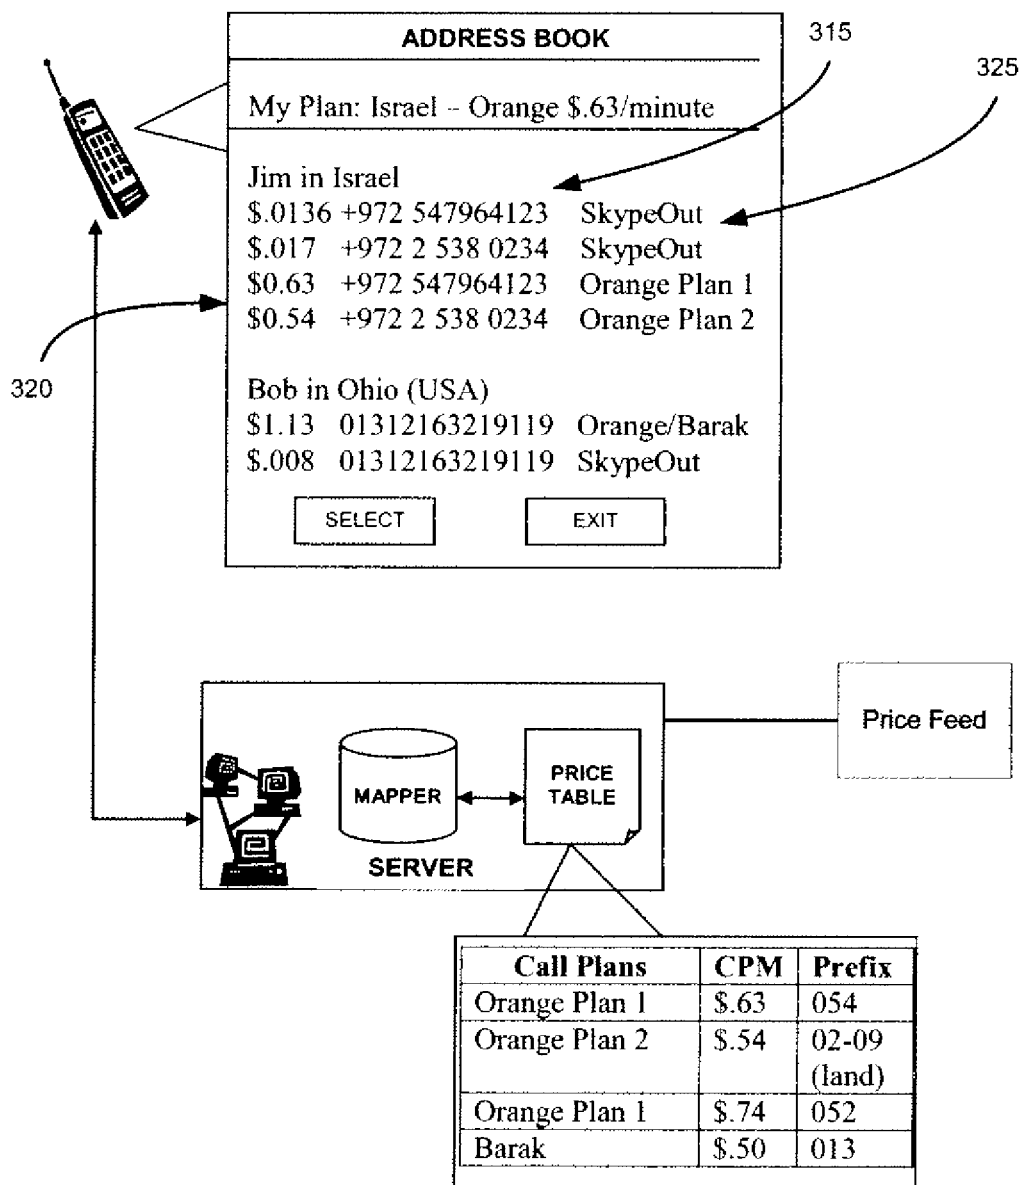 ADDRESS BOOK
315
325
My Plan: Israel – Orange $.63/minute
Jim in Israel
$.0136 +972 547964123 SkypeOut
$.017 +972 2 538 0234 SkypeOut
$0.63 +972 547964123 Orange Plan 1
$0.54 +972 2 538 0234 Orange Plan 2
320
Bob in Ohio (USA)
$1.13 01312163219119 Orange/Barak
$.008 01312163219119 SkypeOut
SELECT EXIT
Price Feed
MAPPER
PRICE
TABLE
SERVER
Call Plans CPM Prefix
Orange Plan 1 $.63 054
Orange Plan 2 $.54 02-09
(land)
Orange Plan 1 $.74 052
Barak $.50 013